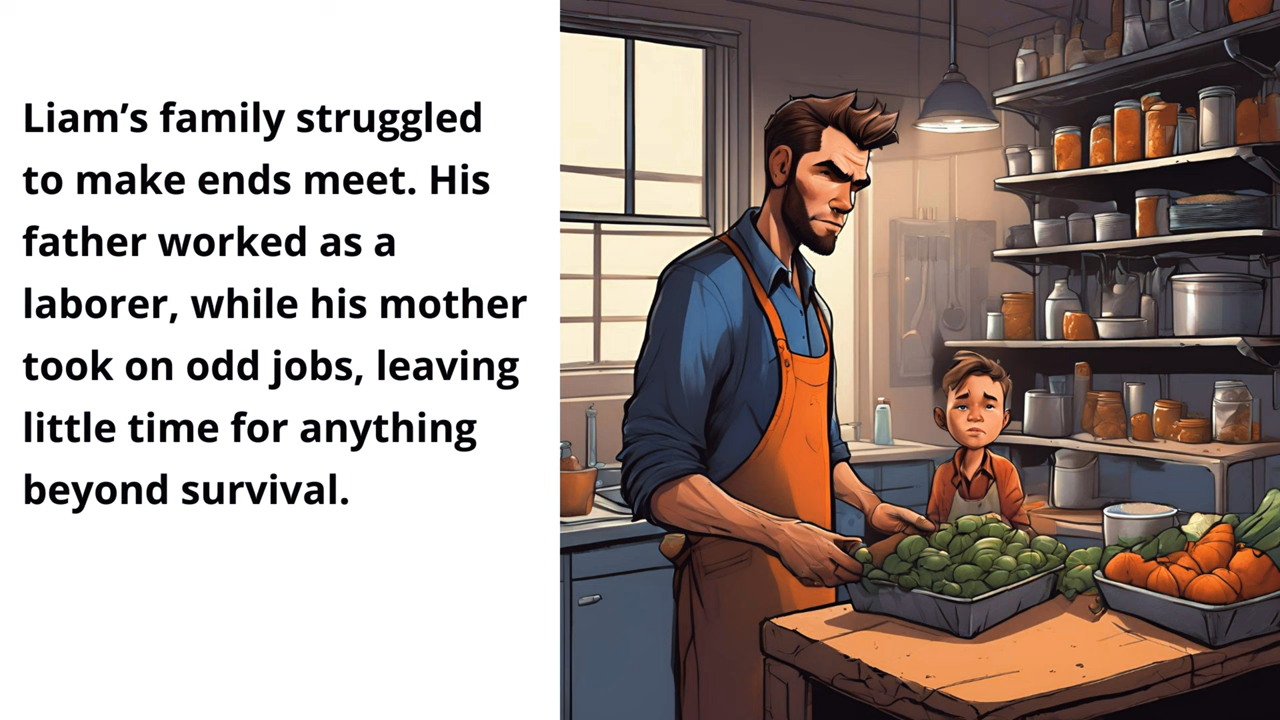 Liam’s family struggled
to make ends meet. His
father worked as a
laborer, while his mother
took on odd jobs, leaving
little time for anything
beyond survival.